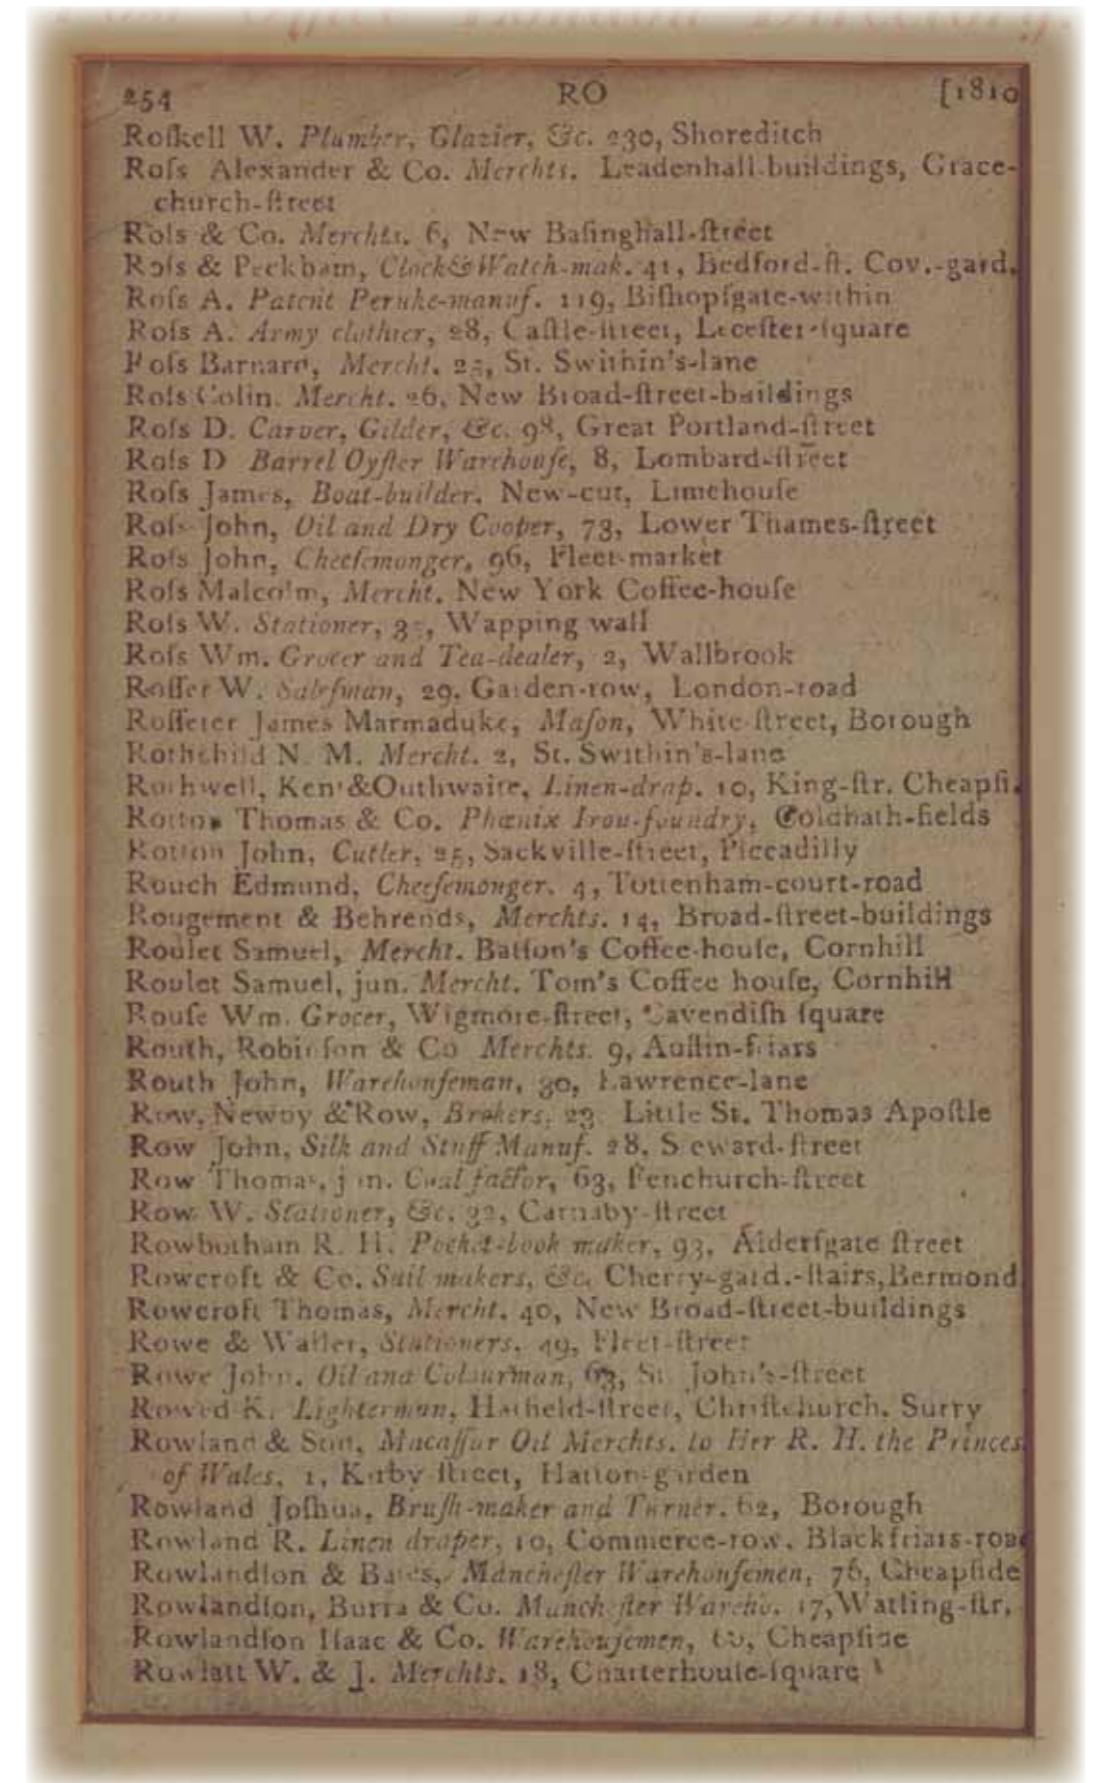 254 RO [1810
Roſkell W. Plumber, Glazier, &c. 230, Shoreditch
Roſs Alexander & Co. Merchts. Leadenhall-buildings, Grace-
church-ſtreet
Roſs & Co. Merchts. 6, New Baſinghall-ſtreet
Roſs & Peckham, Clock&Watch-mak. 41, Bedford-ſt. Cov.-gard.
Roſs A. Patent Peruke-manuf. 119, Biſhopſgate-within
Roſs A. Army clothier, 28, Caſtle-ſtreet, Leceſter-ſquare
Roſs Barnard, Mercht. St. Swithin's-lane
Roſs Colin. Mercht. 26, New Broad-ſtreet-buildings
Roſs D. Carver, Gilder, &c. 98, Great Portland-ſtreet
Roſs D Barrel Oyſter Warehouſe, 8, Lombard-ſtreet
Roſs James, Boat-builder. New-cut, Limehouſe
Roſs John, Oil and Dry Cooper, 73, Lower Thames-ſtreet
Roſs John, Cheeſemonger, 96, Fleet-market
Roſs Malcolm, Mercht. New York Coffee-houſe
Roſs W. Stationer, Wapping wall
Roſs Wm. Grocer and Tea-dealer, 2, Wallbrook
Roſſer W. Saleſman, 29, Garden-row, London-road
Roſſeter James Marmaduke, Maſon, White-ſtreet, Borough
Rothchild N. M. Mercht. 2, St. Swithin's-lane
Rothwell, Kent&Outhwaite, Linen-drap. 10, King-ſtr. Cheapſi.
Rotton Thomas & Co. Phœnix Iron-foundry, Coldbath-fields
Rotton John, Cutler, 25, Sackville-ſtreet, Piccadilly
Rouch Edmund, Cheeſemonger. 4, Tottenham-court-road
Rougement & Behrends, Merchts. 14, Broad-ſtreet-buildings
Roulet Samuel, Mercht. Batſon's Coffee-houſe, Cornhill
Roulet Samuel, jun. Mercht. Tom's Coffee houſe, Cornhill
Rouſe Wm. Grocer, Wigmore-ſtreet, Cavendiſh ſquare
Routh, Robinſon & Co Merchts. 9, Auſtin-friars
Routh John, Warehouſeman, 30, Lawrence-lane
Row, Newby & Row, Brokers, 23 Little St. Thomas Apoſtle
Row John, Silk and Stuff Manuf. 28, Steward-ſtreet
Row Thomas, jun. Coal factor, 63, Fenchurch-ſtreet
Row W. Stationer, &c. 32, Carnaby-ſtreet
Rowbotham R. H. Pocket-book maker, 93, Alderſgate ſtreet
Rowcroft & Co. Sail makers, &c. Cherry-gard.-ſtairs, Bermond
Rowcroft Thomas, Mercht. 40, New Broad-ſtreet-buildings
Rowe & Waller, Stationers. 49, Fleet-ſtreet
Rowe John, Oil and Colourman, 63, St. John's-ſtreet
Rowed K. Lighterman, Hatfield-ſtreet, Chriſtchurch, Surry
Rowland & Son, Macaſſar Oil Merchts. to Her R. H. the Princeſs
of Wales. 1, Kirby ſtreet, Hatton-garden
Rowland Joſhua, Bruſh-maker and Turner. 62, Borough
Rowland R. Linen draper, 10, Commerce-row, Blackfriars-road
Rowlandſon & Bates, Mancheſter Warehouſemen, 76, Cheapſide
Rowlandſon, Burra & Co. Mancheſter Wareho. 17, Watling-ſtr.
Rowlandſon Iſaac & Co. Warehouſemen, Cheapſide
Rowlatt W. & J. Merchts. 18, Charterhouſe-ſquare